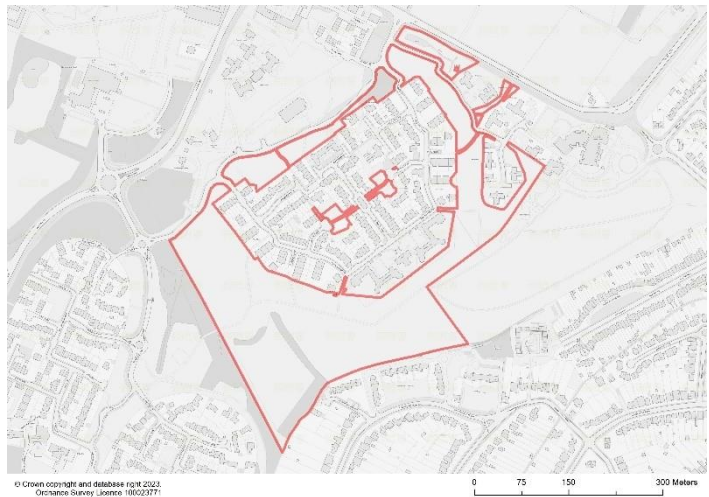 © Crown copyright and database right 2023.
Ordnance Survey Licence 100023771
0 75 150 300 Meters